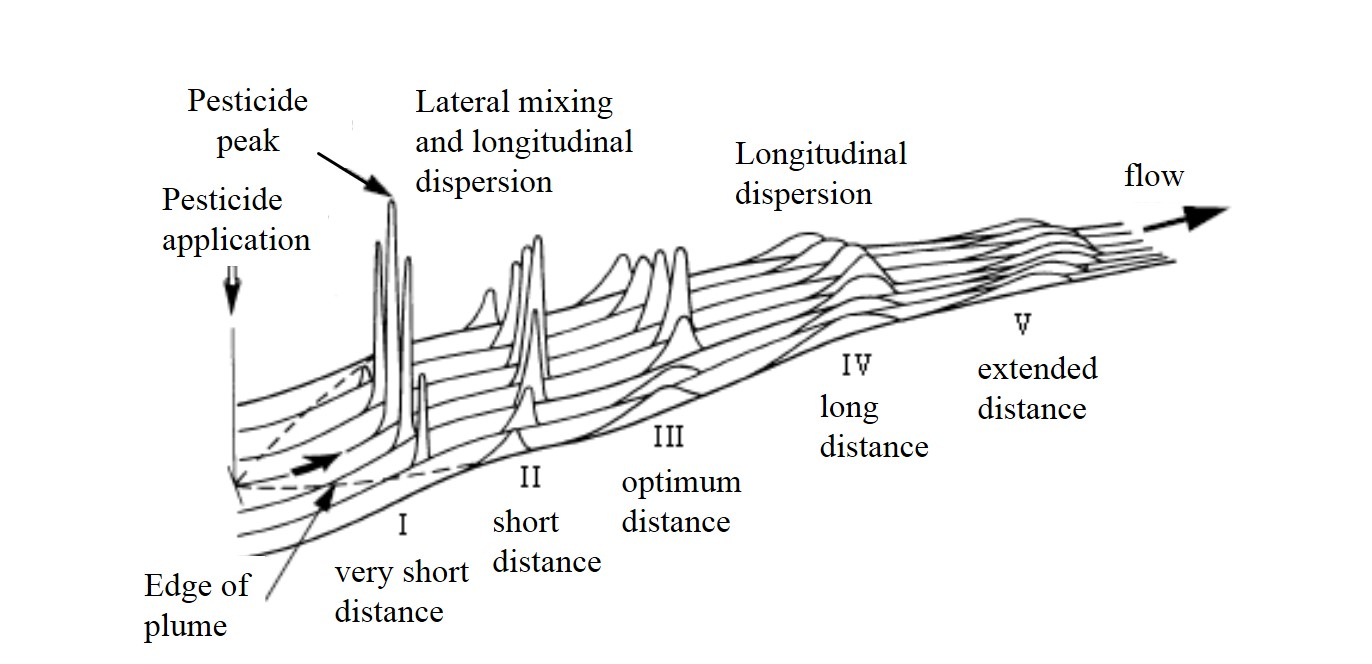 Pesticide
peak
Lateral mixing
and longitudinal
dispersion
Longitudinal
dispersion
flow
Pesticide
application
I
very short
distance
II
short
distance
III
optimum
distance
IV
long
distance
V
extended
distance
Edge of
plume